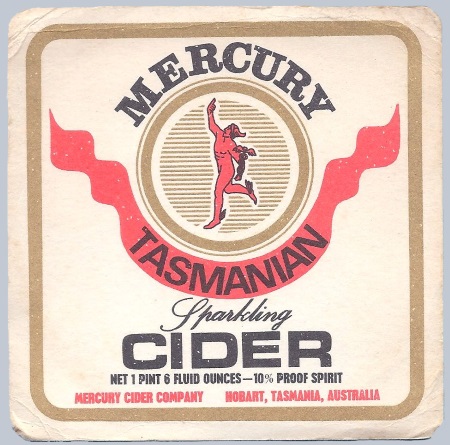 MERCURY
TASMANIAN
Sparkling
CIDER
NET 1 PINT 6 FLUID OUNCES—10% PROOF SPIRIT
MERCURY CIDER COMPANY HOBART, TASMANIA, AUSTRALIA